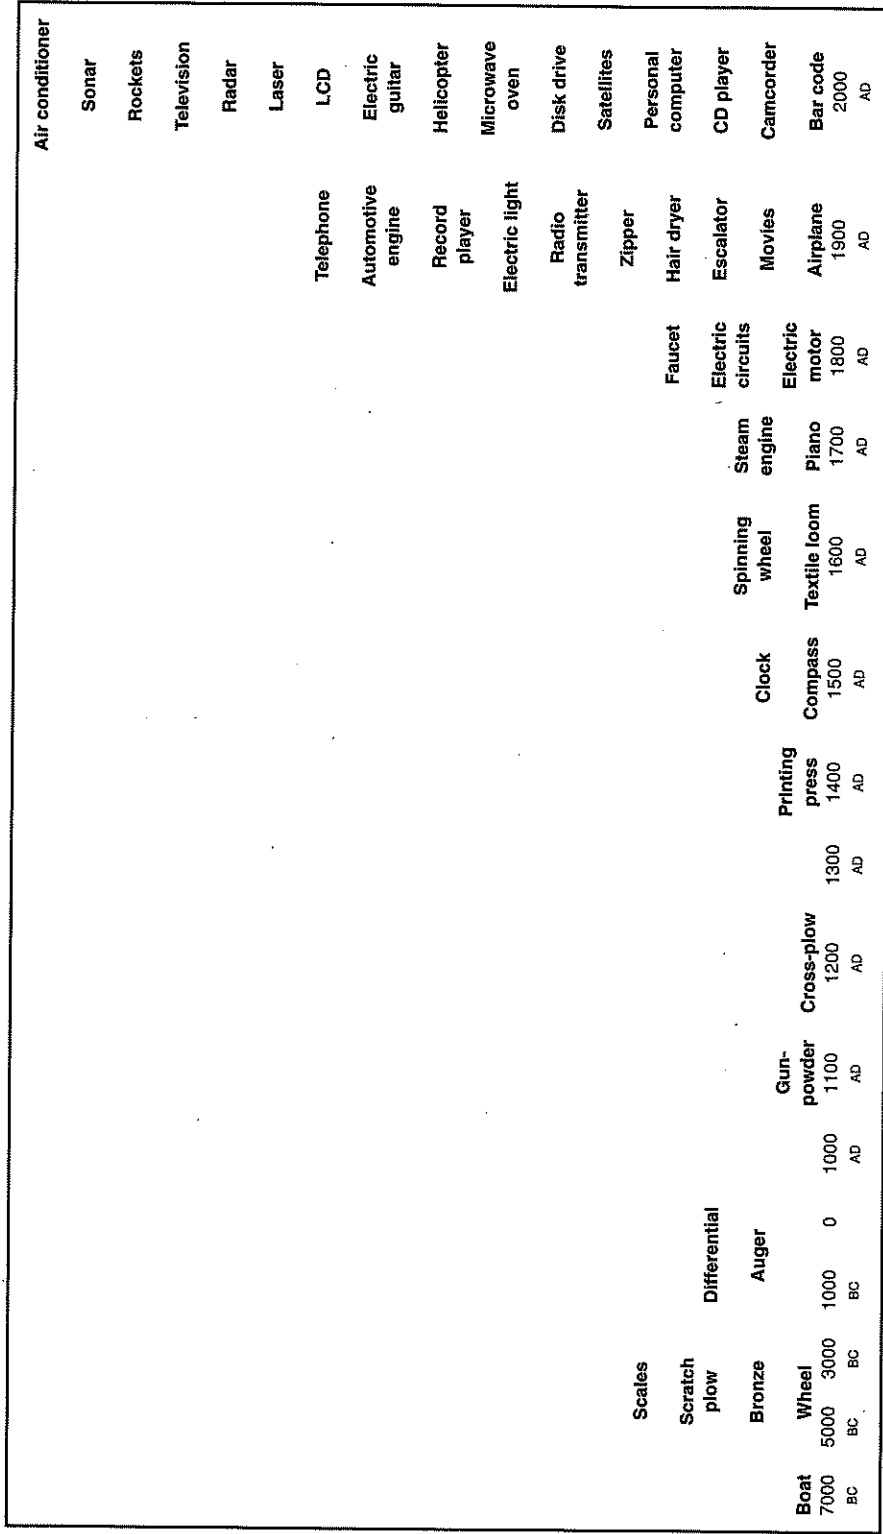 Boat
7000
BC
Scales
Scratch
plow
Bronze
Wheel
5000
BC
3000
BC
Differential
Auger
1000
BC
0
1000
AD
Gun-
powder
1100
AD
Cross-plow
1200
AD
1300
AD
Printing
press
1400
AD
Clock
Compass
1500
AD
Spinning
wheel
Textile loom
1600
AD
Steam
engine
Piano
1700
AD
Faucet
Electric
circuits
Electric
motor
1800
AD
Telephone
Automotive
engine
Record
player
Electric light
Radio
transmitter
Zipper
Hair dryer
Escalator
Movies
Airplane
1900
AD
Air conditioner
Sonar
Rockets
Television
Radar
Laser
LCD
Electric
guitar
Helicopter
Microwave
oven
Disk drive
Satellites
Personal
computer
CD player
Camcorder
Bar code
2000
AD